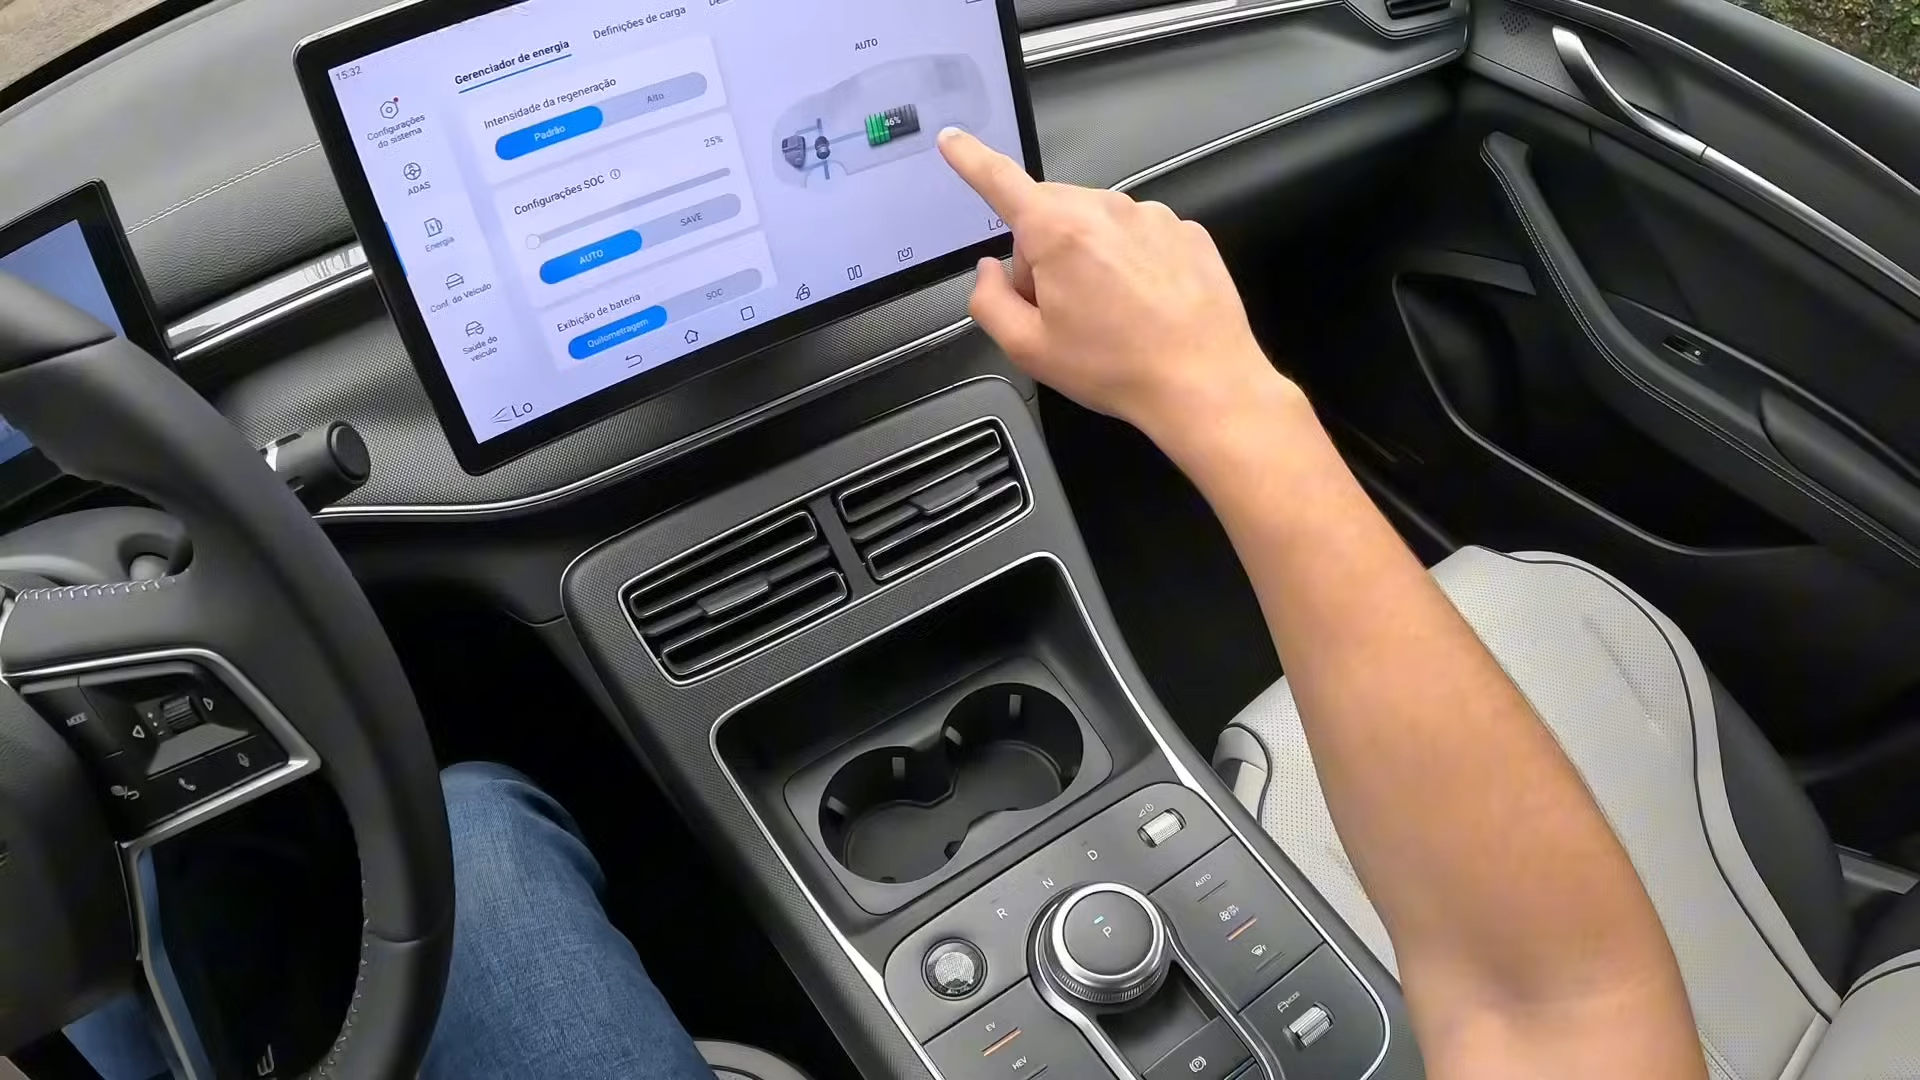 15:32
Gerenciador de energia
Definições de carga
Configurações
do sistema
ADAS
Energia
Conf. do Veículo
Saúde do
veículo
Intensidade da regeneração
Padrão
Alto
25%
Configurações SOC
AUTO
SAVE
Exibição de bateria
Quilometragem
SOC
AUTO
46%
Lo
Lo
MODE
R
N
D
P
AUTO
EV
HEV
MODE
P